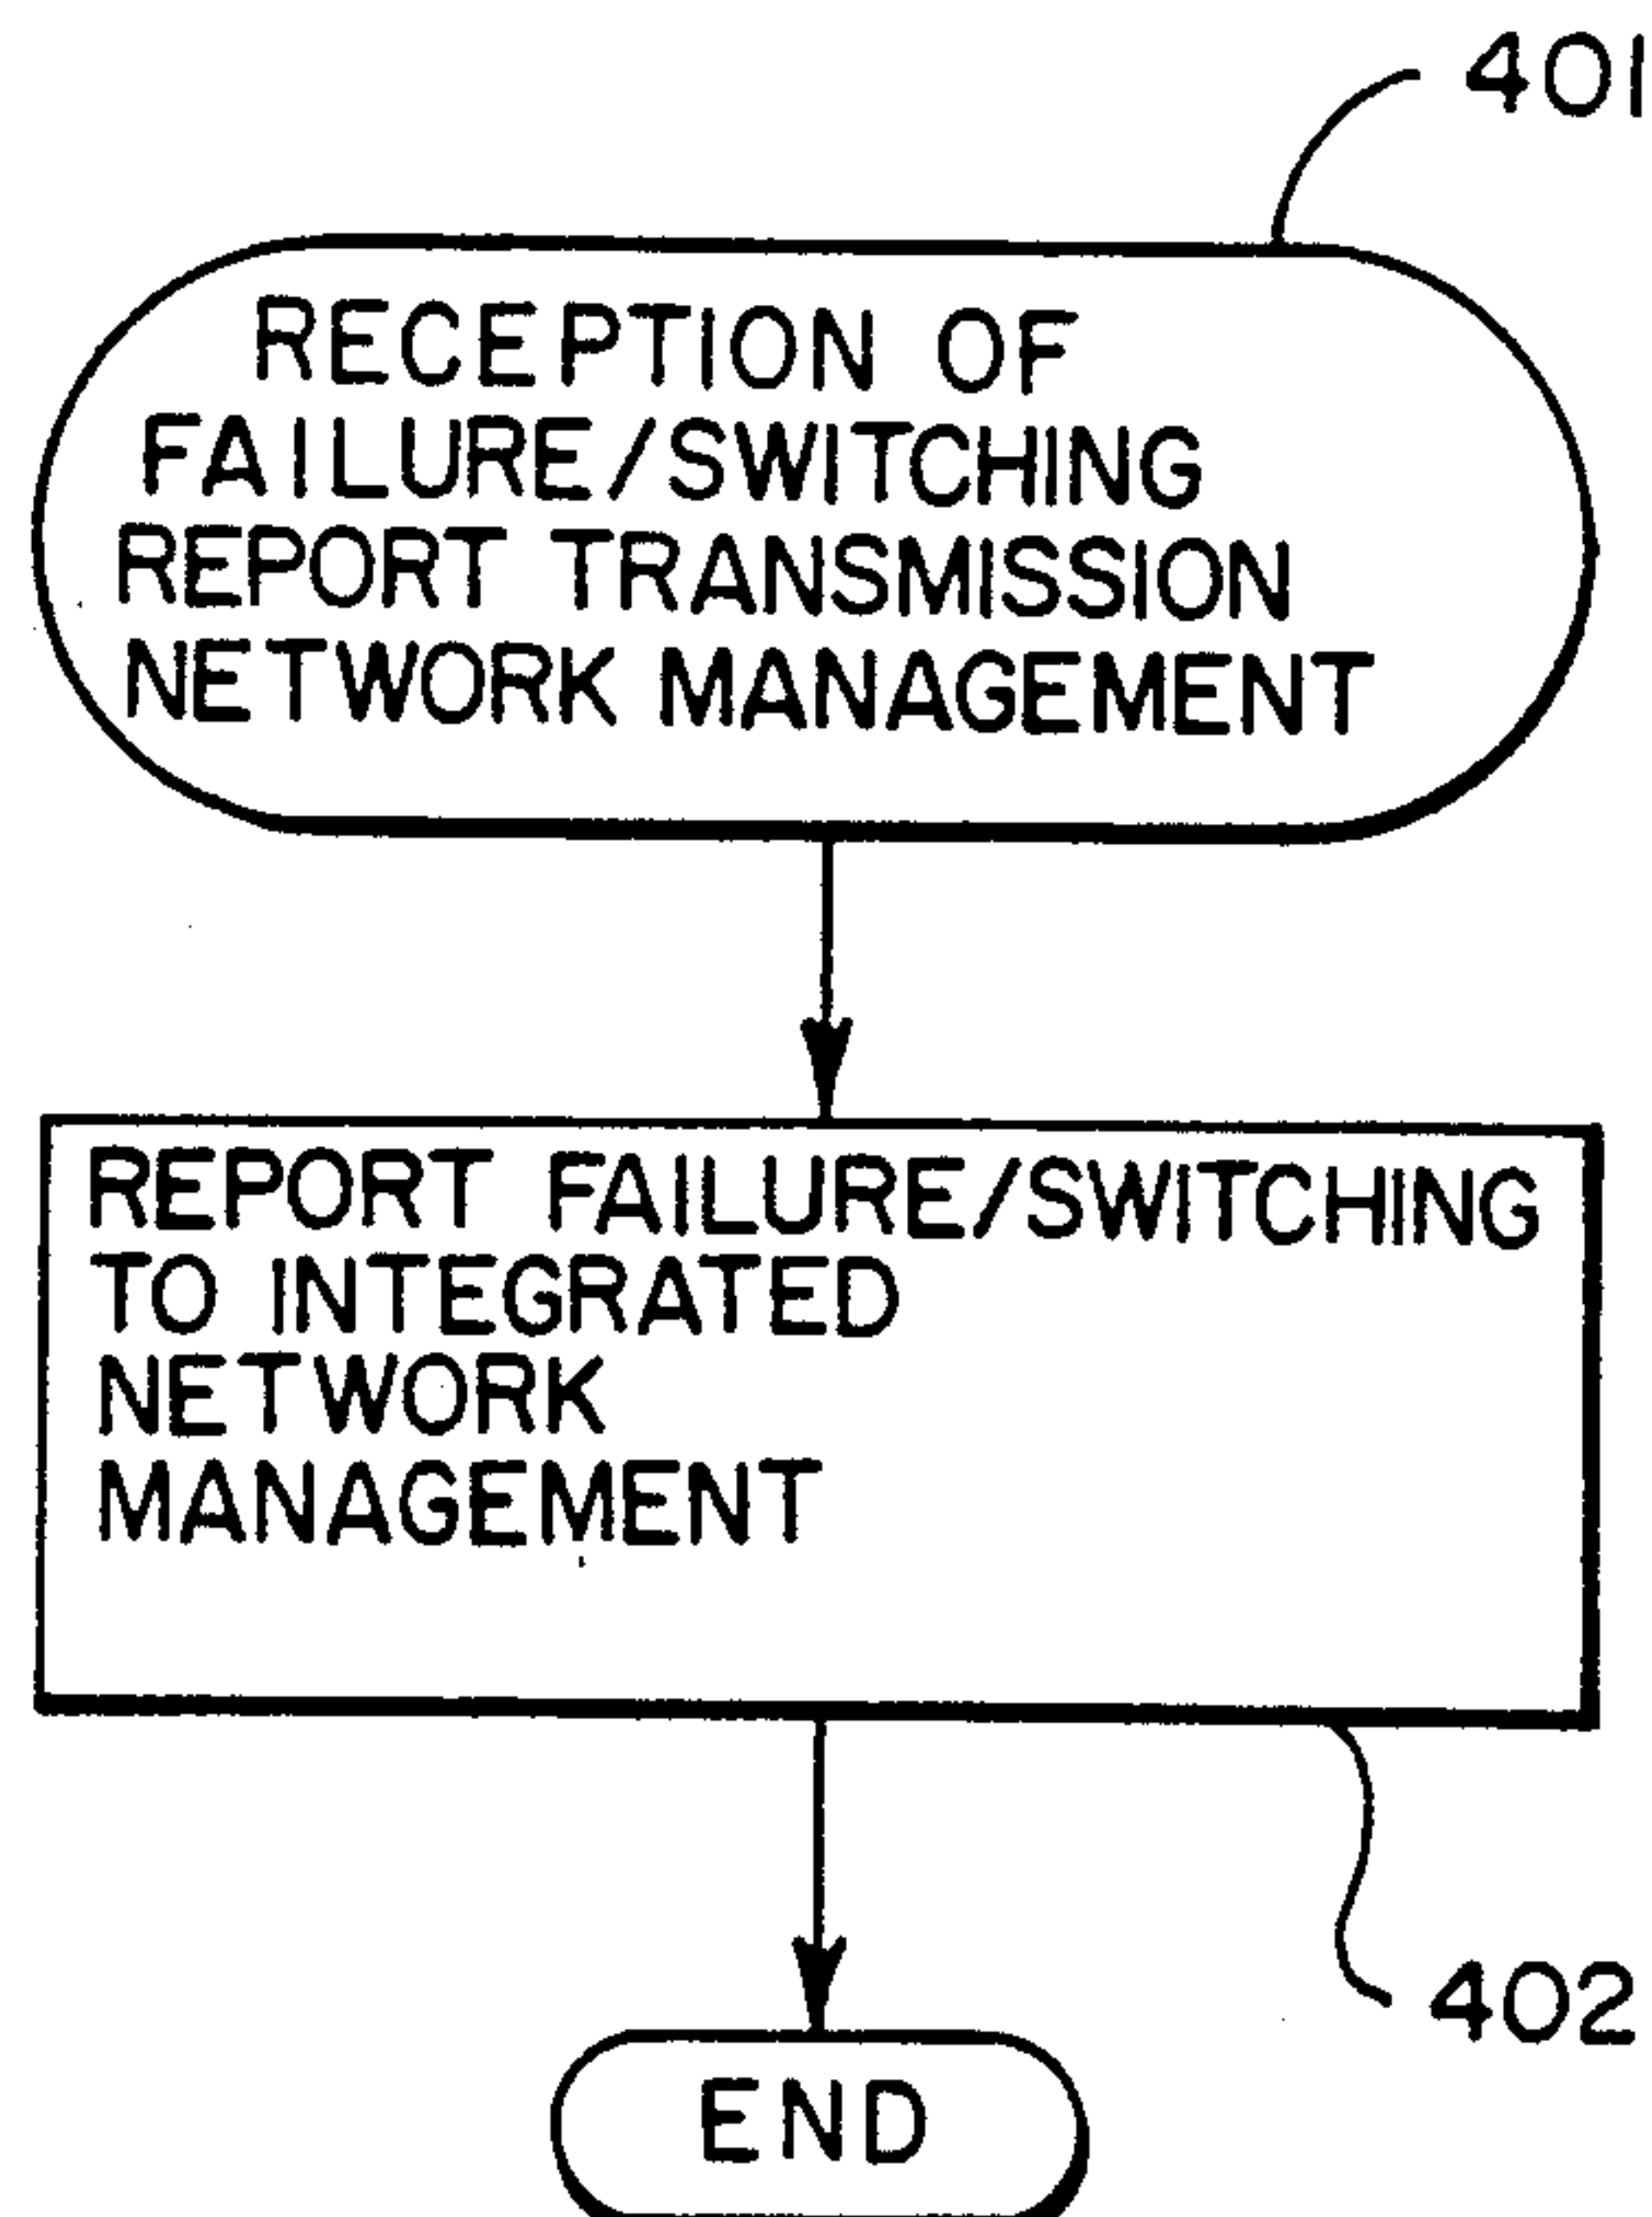 401
RECEPTION OF
FAILURE/SWITCHING
REPORT TRANSMISSION
NETWORK MANAGEMENT
REPORT FAILURE/SWITCHING
TO INTEGRATED
NETWORK
MANAGEMENT
402
END